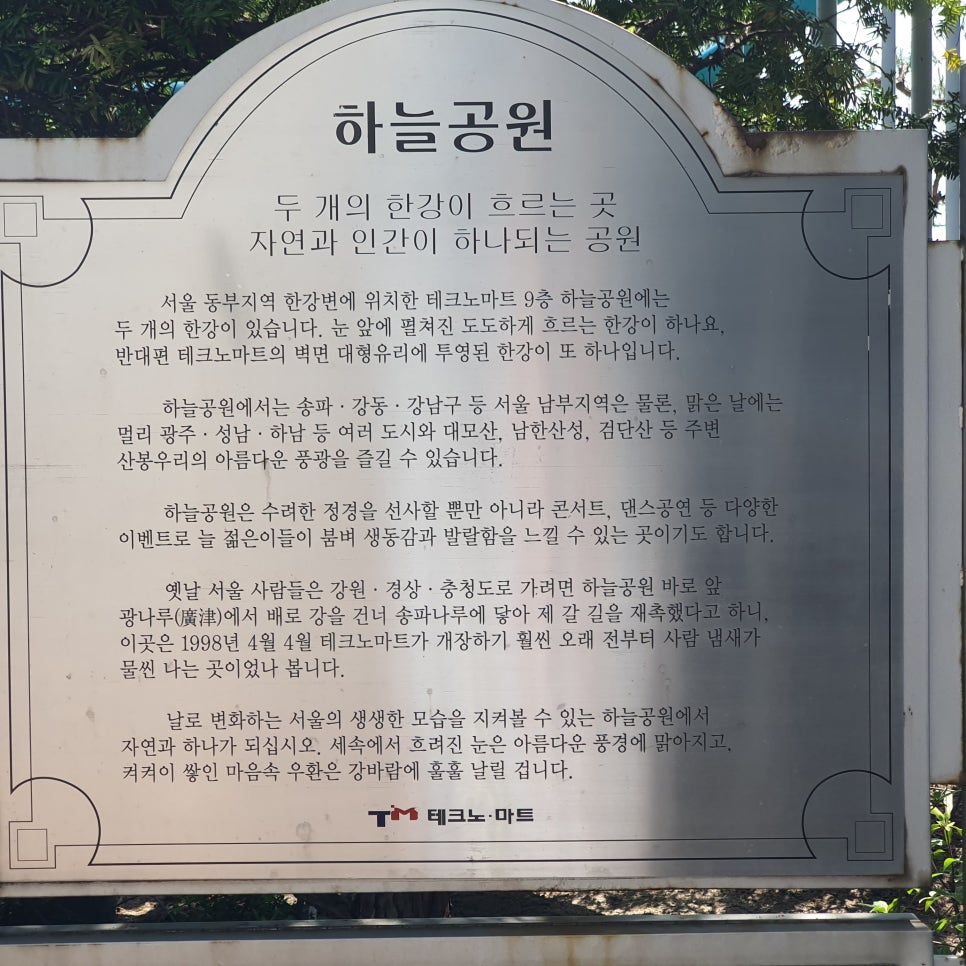 하늘공원
두 개의 한강이 흐르는 곳
자연과 인간이 하나되는 공원
서울 동부지역 한강변에 위치한 테크노마트 9층 하늘공원에는
두 개의 한강이 있습니다. 눈 앞에 펼쳐진 도도하게 흐르는 한강이 하나요,
반대편 테크노마트의 벽면 대형유리에 투영된 한강이 또 하나입니다.
하늘공원에서는 송파 · 강동 · 강남구 등 서울 남부지역은 물론, 맑은 날에는
멀리 광주 · 성남 · 하남 등 여러 도시와 대모산, 남한산성, 검단산 등 주변
산봉우리의 아름다운 풍광을 즐길 수 있습니다.
하늘공원은 수려한 정경을 선사할 뿐만 아니라 콘서트, 댄스공연 등 다양한
이벤트로 늘 젊은이들이 붐벼 생동감과 발랄함을 느낄 수 있는 곳이기도 합니다.
옛날 서울 사람들은 강원 · 경상 · 충청도로 가려면 하늘공원 바로 앞
광나루(廣津)에서 배로 강을 건너 송파나루에 닿아 제 갈 길을 재촉했다고 하니,
이곳은 1998년 4월 4월 테크노마트가 개장하기 훨씬 오래 전부터 사람 냄새가
물씬 나는 곳이었나 봅니다.
날로 변화하는 서울의 생생한 모습을 지켜볼 수 있는 하늘공원에서
자연과 하나가 되십시오. 세속에서 흐려진 눈은 아름다운 풍경에 맑아지고,
켜켜이 쌓인 마음속 우환은 강바람에 훌훌 날릴 겁니다.
TM 테크노·마트